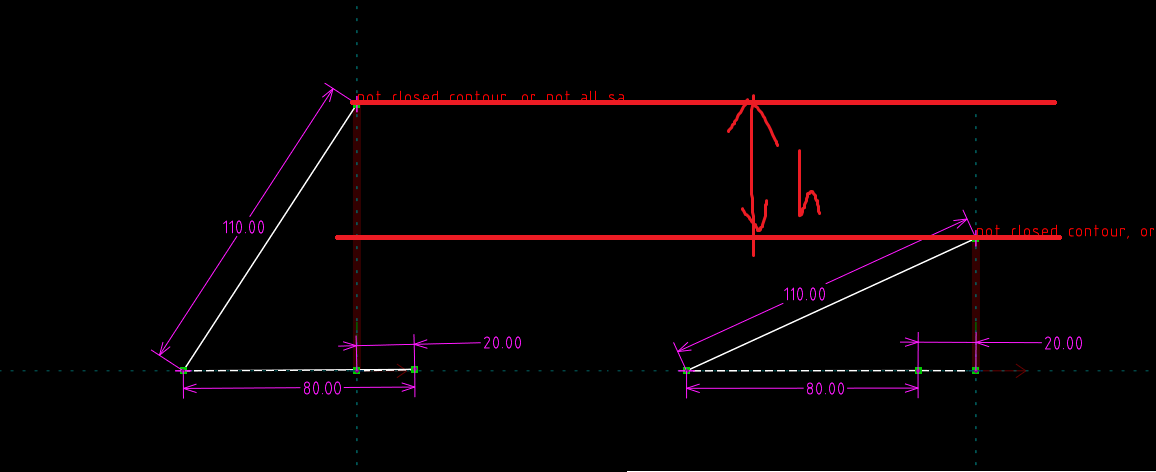 not closed contour, or not all sa
h
110.00
not closed contour, or
110.00
20.00
20.00
80.00
80.00